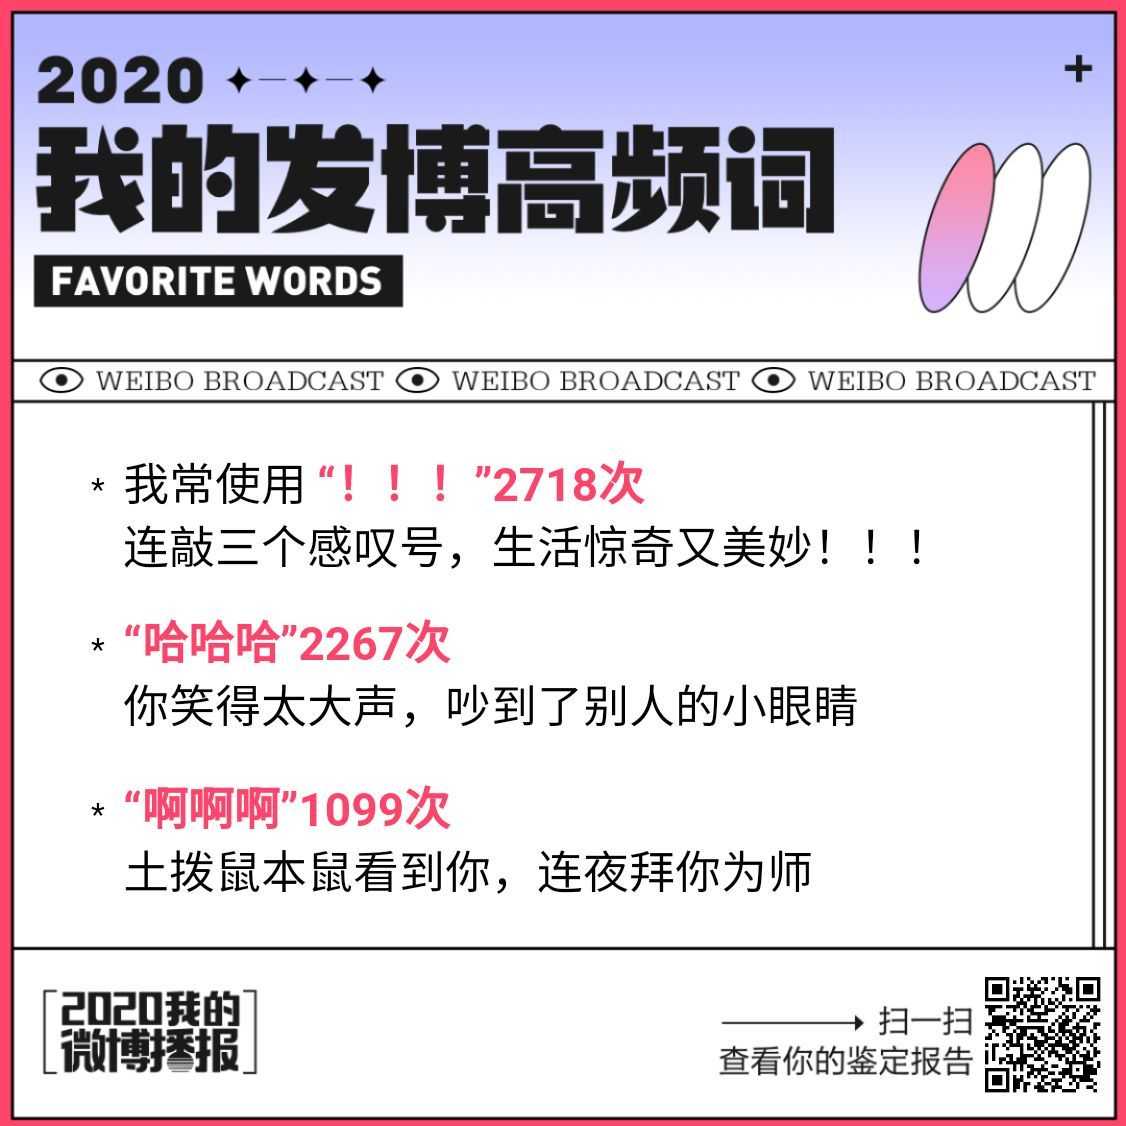 2020
我的发博高频词
FAVORITE WORDS
WEIBO BROADCAST WEIBO BROADCAST WEIBO BROADCAST
* 我常使用“！！！”2718次
连敲三个感叹号，生活惊奇又美妙！！！
* “哈哈哈”2267次
你笑得太大声，吵到了别人的小眼睛
* “啊啊啊”1099次
土拨鼠本鼠看到你，连夜拜你为师
2020我的
微博播报
扫一扫
查看你的鉴定报告